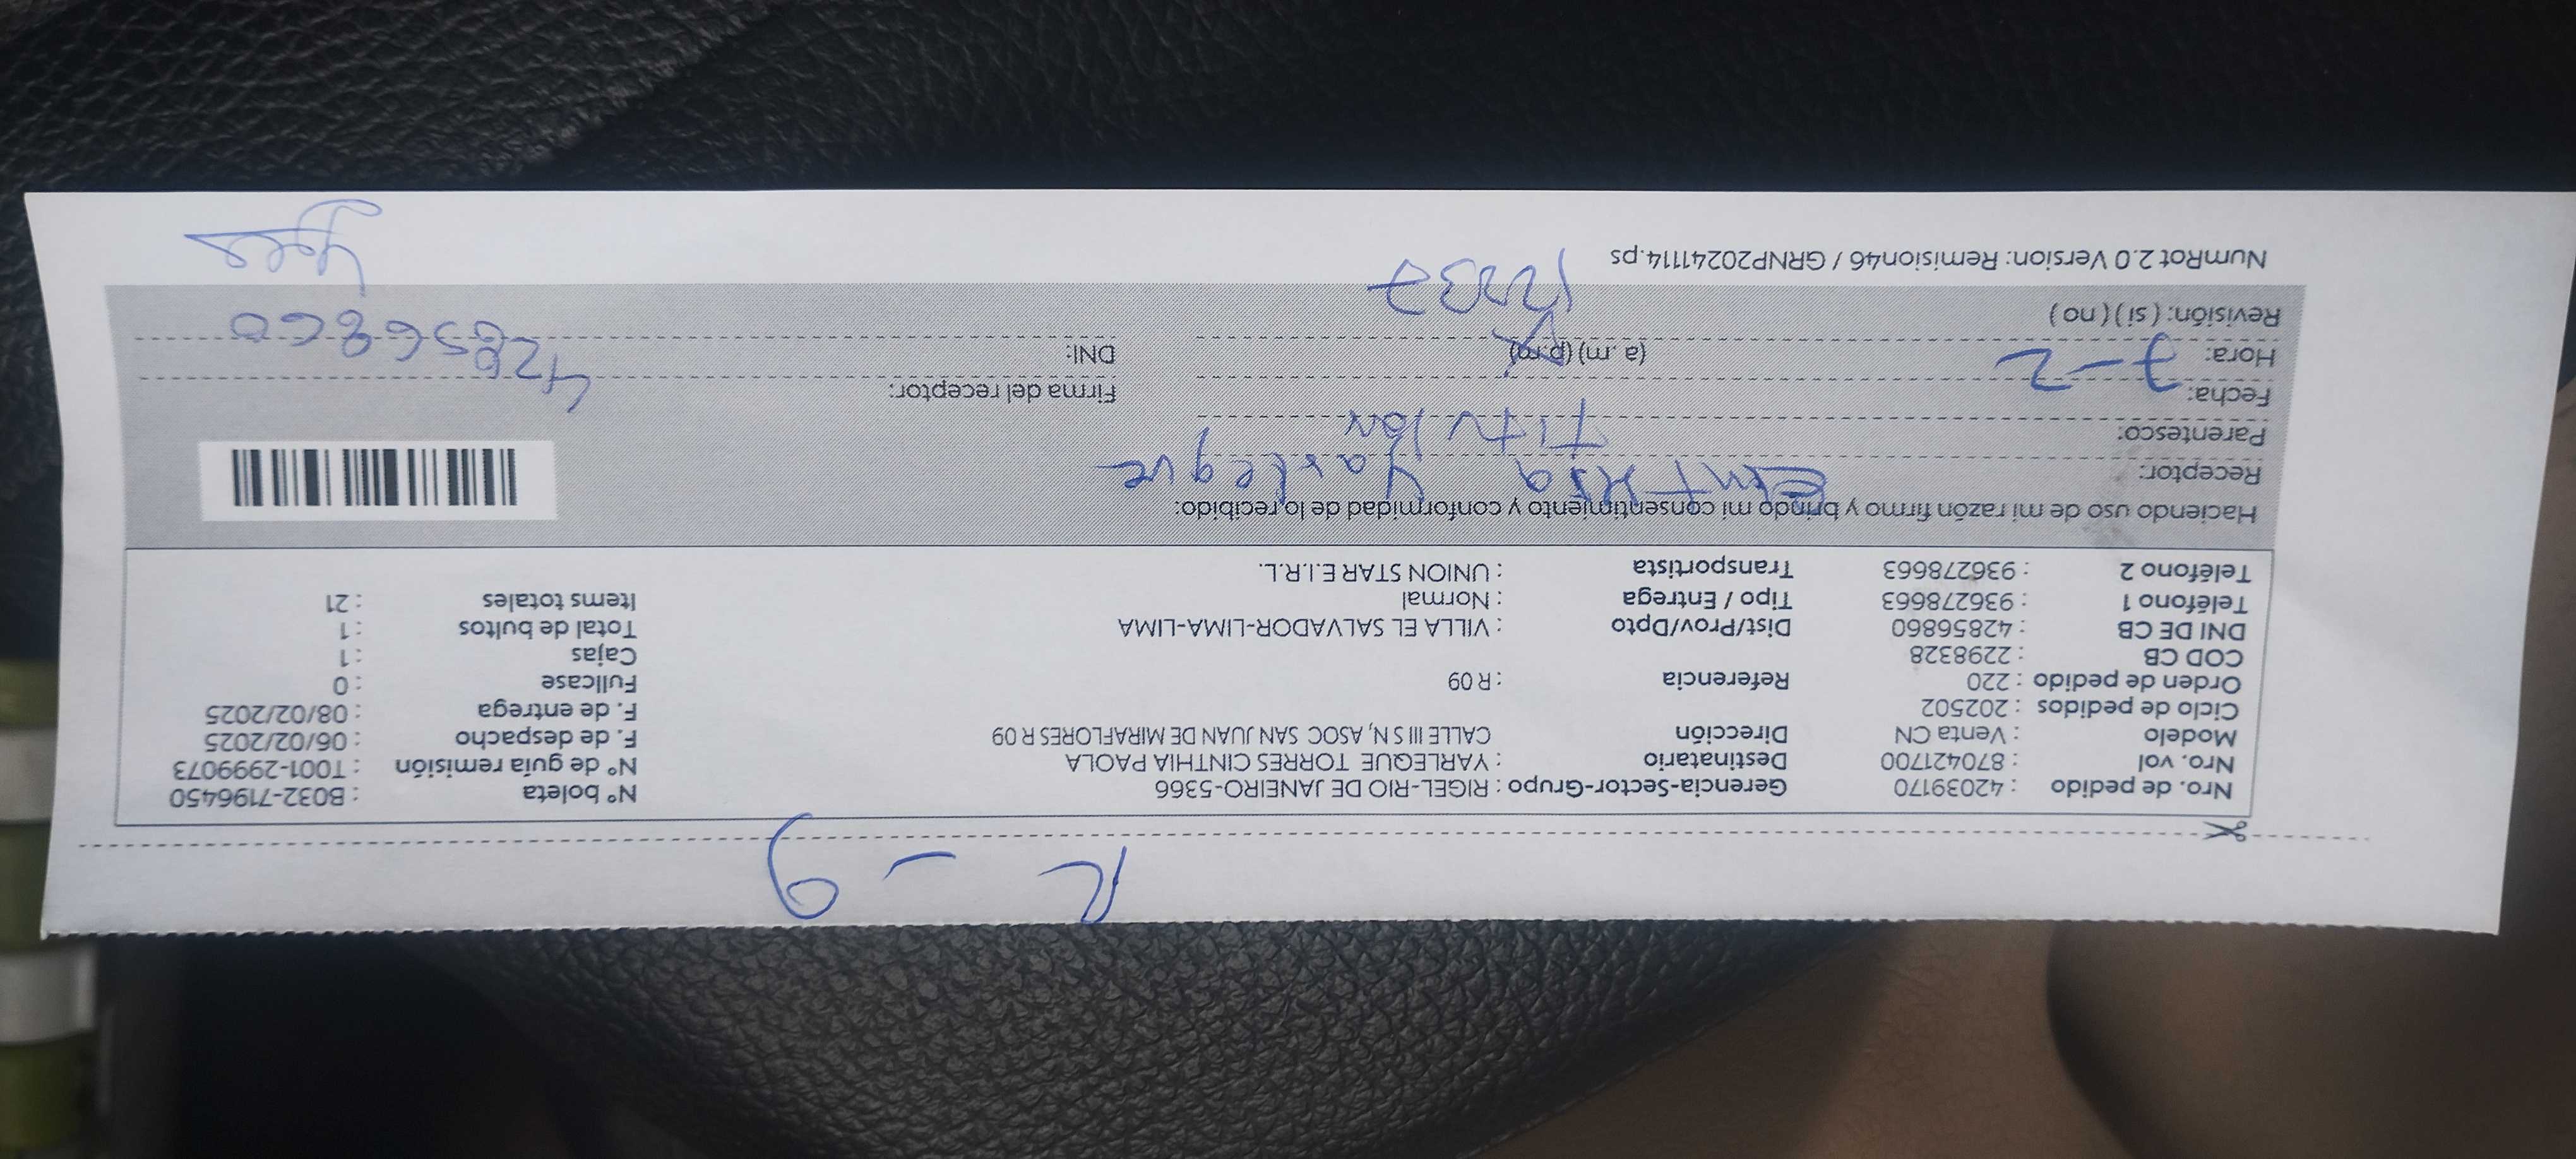 R - 9
Nro. de pedido : 42039170 Gerencia-Sector-Grupo : RIGEL-RIO DE JANEIRO-5366 N° boleta : B032-7196450
Nro. vol : 870421700 Destinatario : YARLEQUE TORRES CINTHIA PAOLA N° de guía remisión : T001-2999073
Modelo : Venta CN Dirección CALLE III S N, ASOC SAN JUAN DE MIRAFLORES R 09 F. de despacho : 06/02/2025
Ciclo de pedidos : 202502 F. de entrega : 08/02/2025
Orden de pedido : 220 Referencia : R 09 Fullcase : 0
COD CB : 2298328 Cajas : 1
DNI DE CB : 42856860 Dist/Prov/Dpto : VILLA EL SALVADOR-LIMA-LIMA Total de bultos : 1
Teléfono 1 : 936278663 Tipo / Entrega : Normal Items totales : 21
Teléfono 2 : 936278663 Transportista : UNION STAR E.I.R.L.
Haciendo uso de mi razón firmo y brindo mi consentimiento y conformidad de lo recibido:
Receptor: Cinthia Yarleque
Parentesco: titular
Fecha: 7-2 Firma del receptor:
Hora: (a .m) (p.m) DNI: 42856860
Revisión: ( si ) ( no ) 12237
NumRot 2.0 Version: Remision46 / GRNP20241114.ps